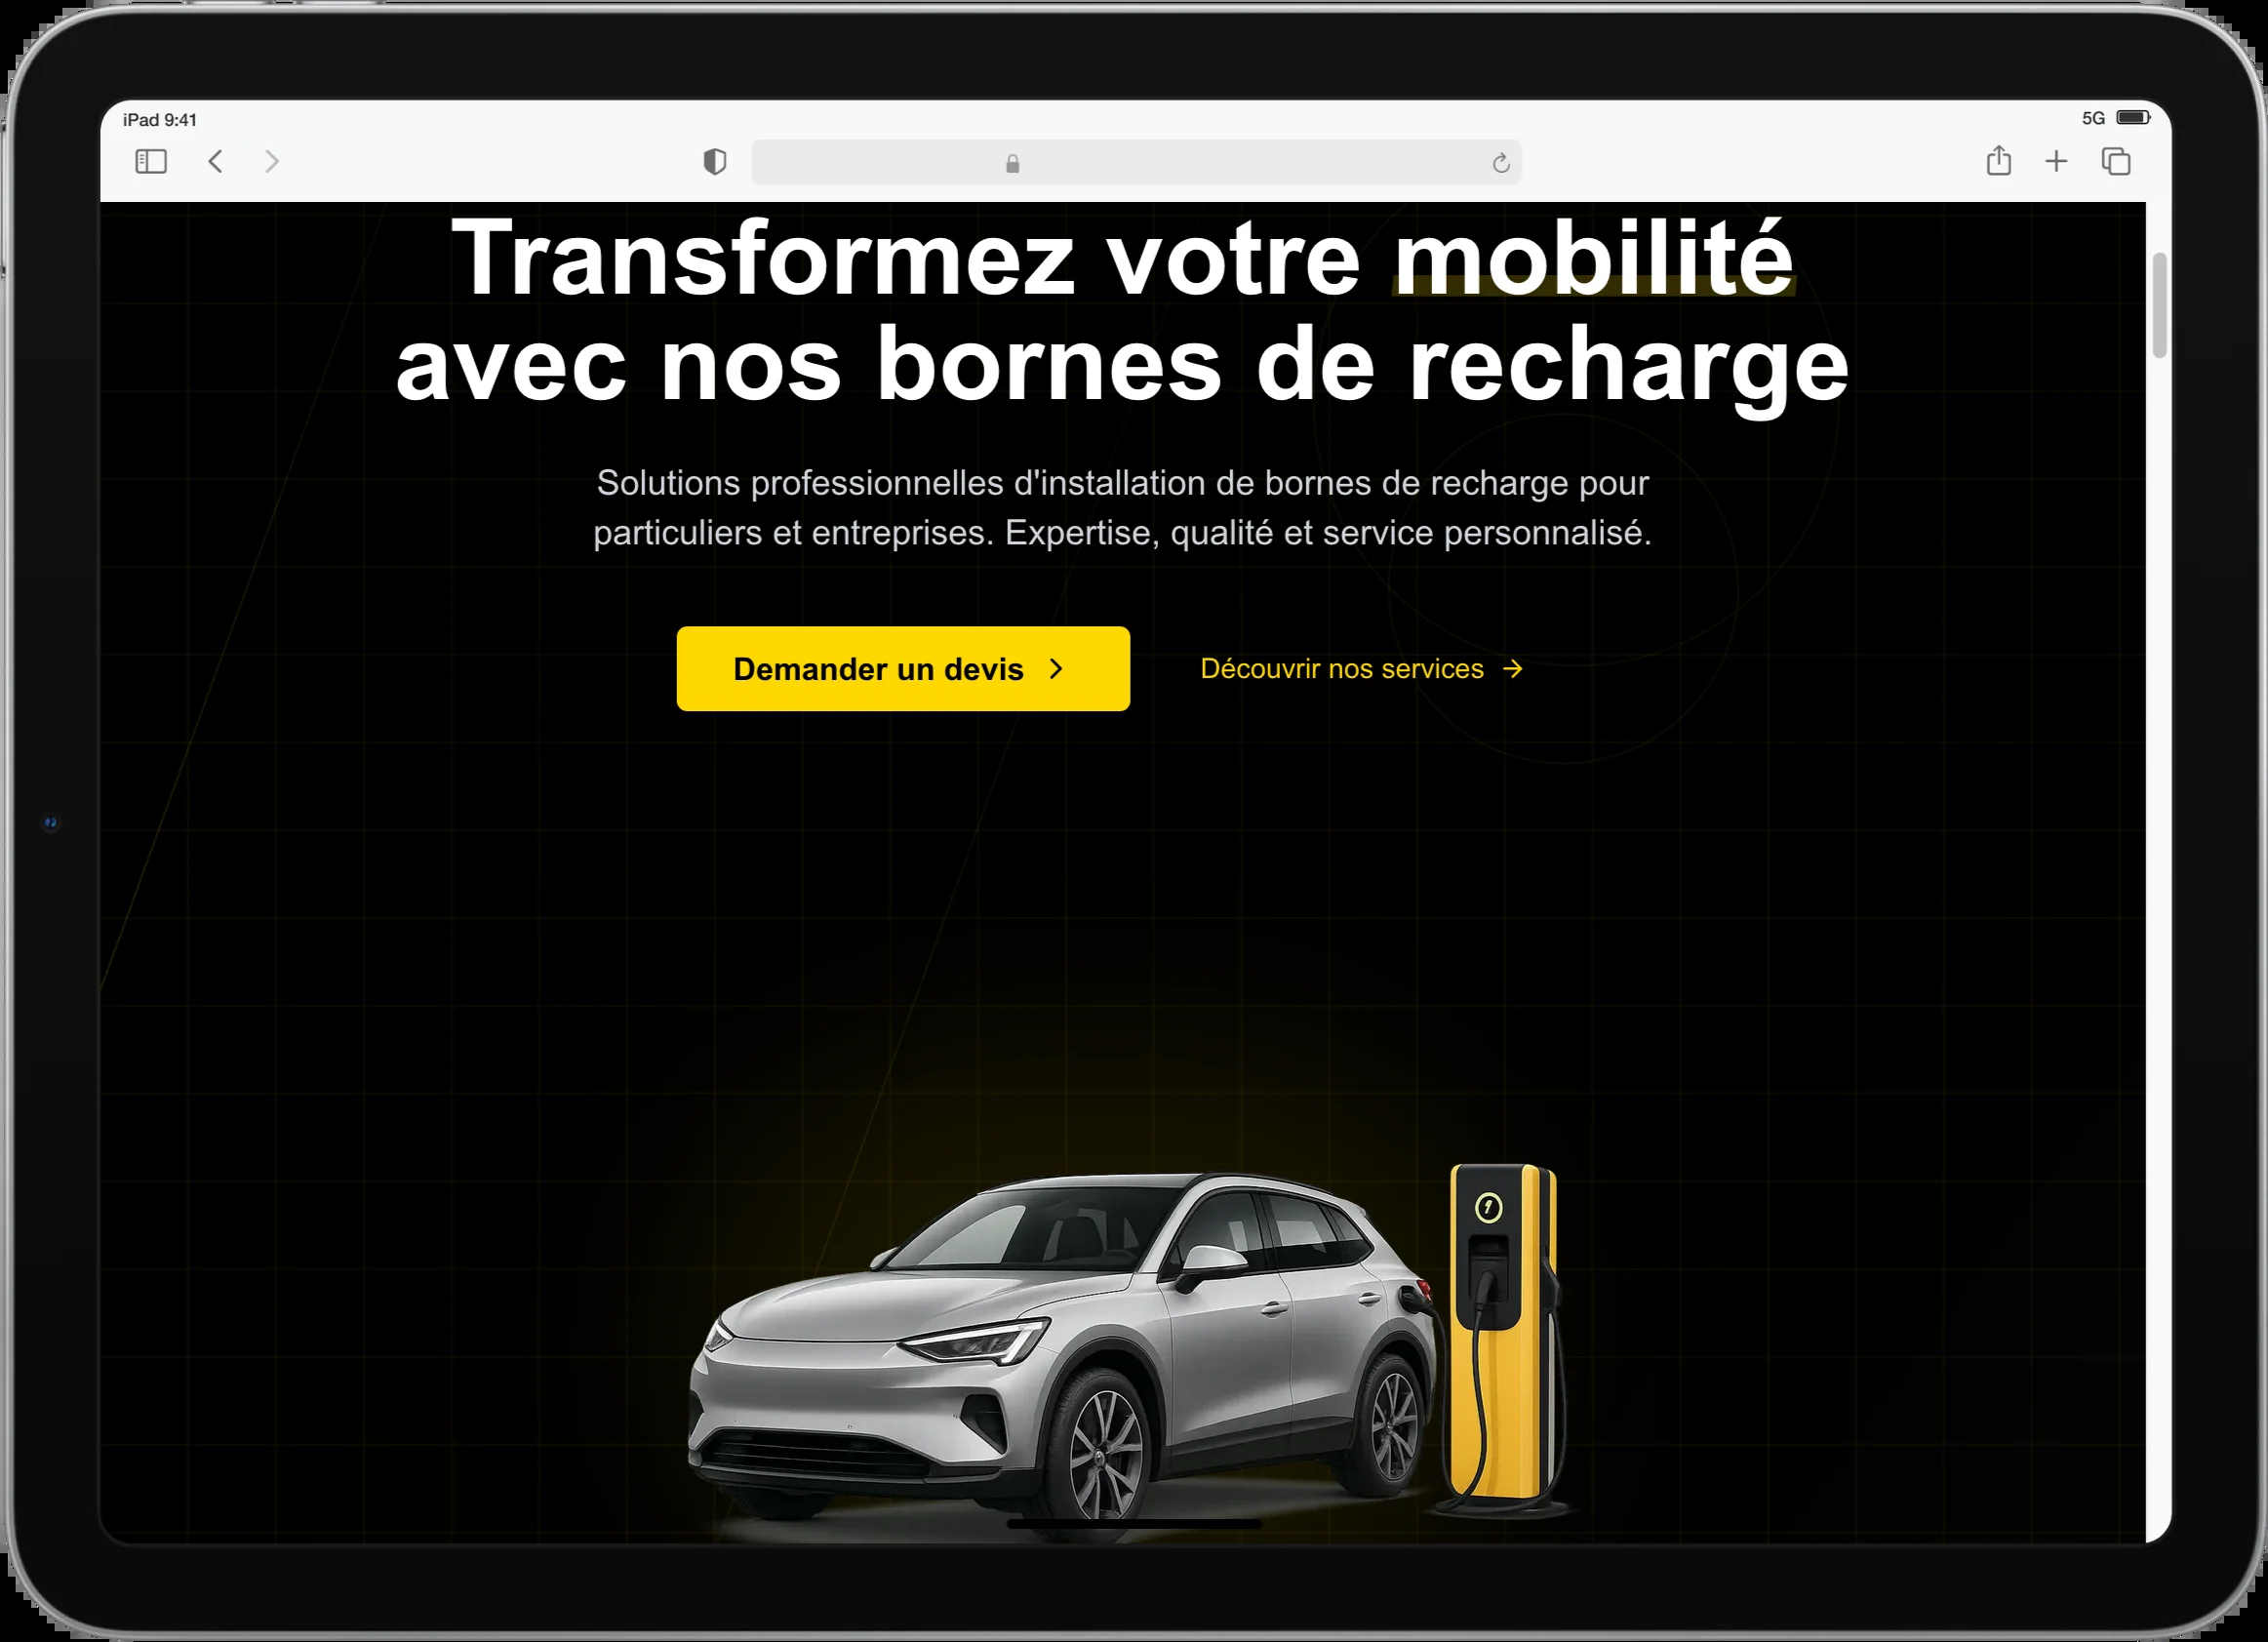 iPad 9:41
5G
Transformez votre mobilité
avec nos bornes de recharge
Solutions professionnelles d'installation de bornes de recharge pour
particuliers et entreprises. Expertise, qualité et service personnalisé.
Demander un devis
Découvrir nos services